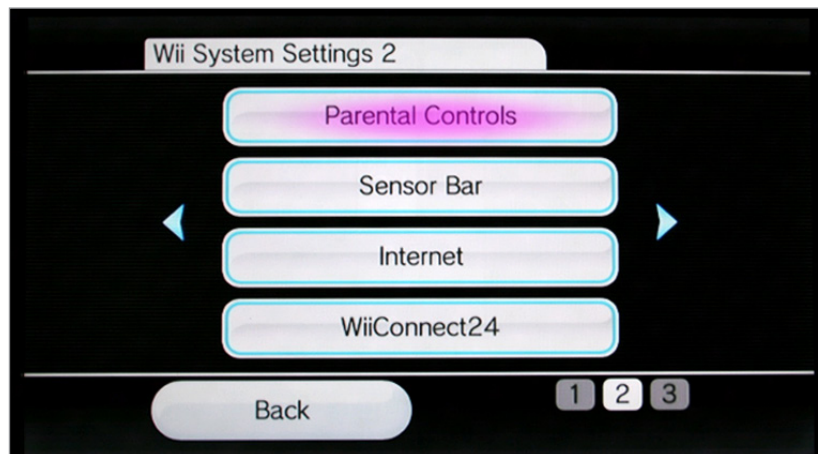 Wii System Settings 2
Parental Controls
Sensor Bar
Internet
WiiConnect24
Back
1 2 3